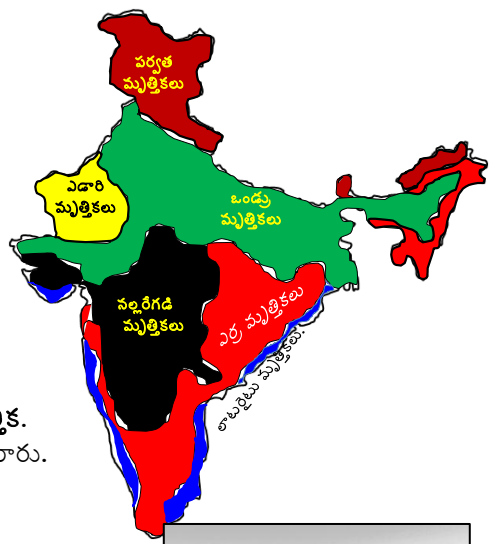 పర్వత
మృత్తికలు
ఎడారి
మృత్తికలు
ఒండ్రు
మృత్తికలు
నల్లరేగడి
మృత్తికలు
ఎర్ర మృత్తికలు
లాటరైటు మృత్తికలు.